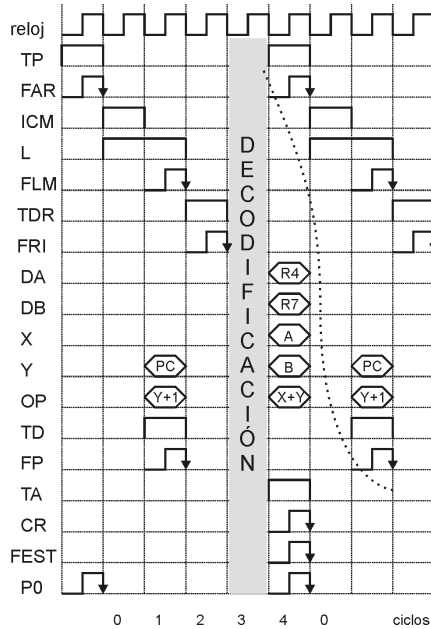 reloj
TP
FAR
ICM
L
FLM
TDR
FRI
DA R4
DB R7
X A
Y PC B PC
OP Y+1 X+Y Y+1
TD
FP
TA
CR
FEST
P0
DECODIFICACIÓN
0 1 2 3 4 0 ciclos